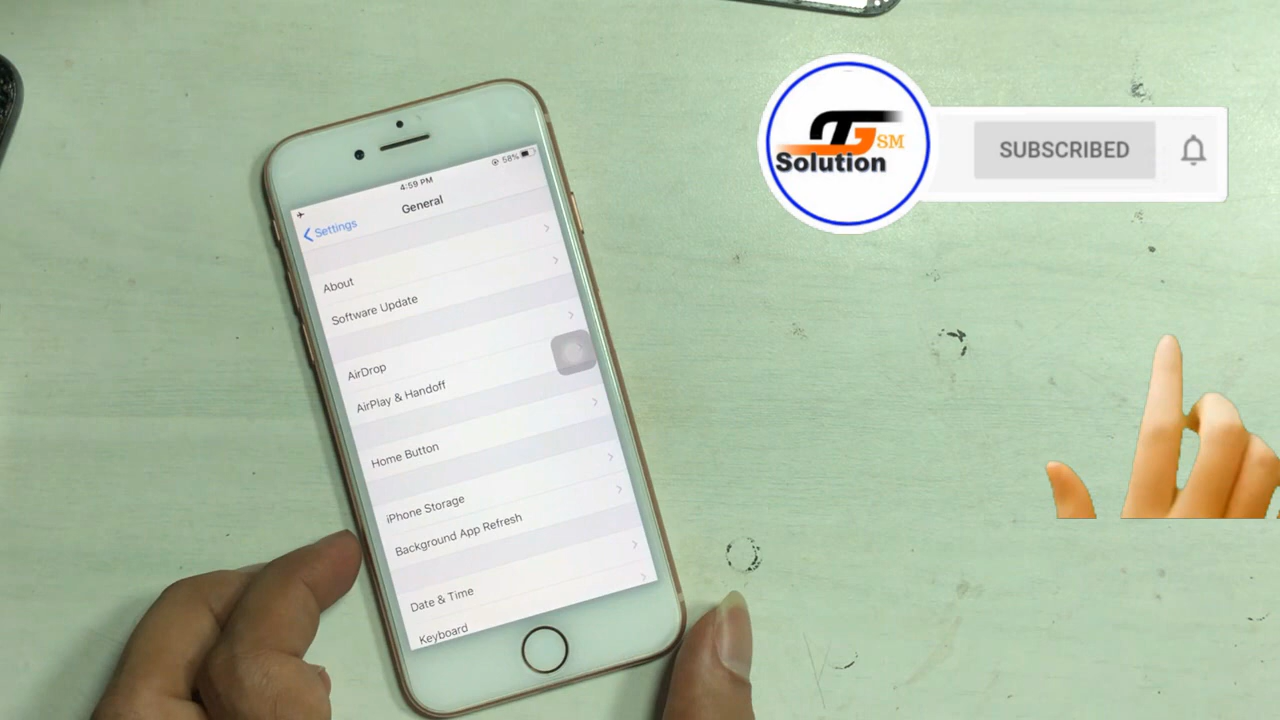 58%
4:59 PM
Settings
General
About
Software Update
AirDrop
AirPlay & Handoff
Home Button
iPhone Storage
Background App Refresh
Date & Time
Keyboard
SM
Solution
SUBSCRIBED